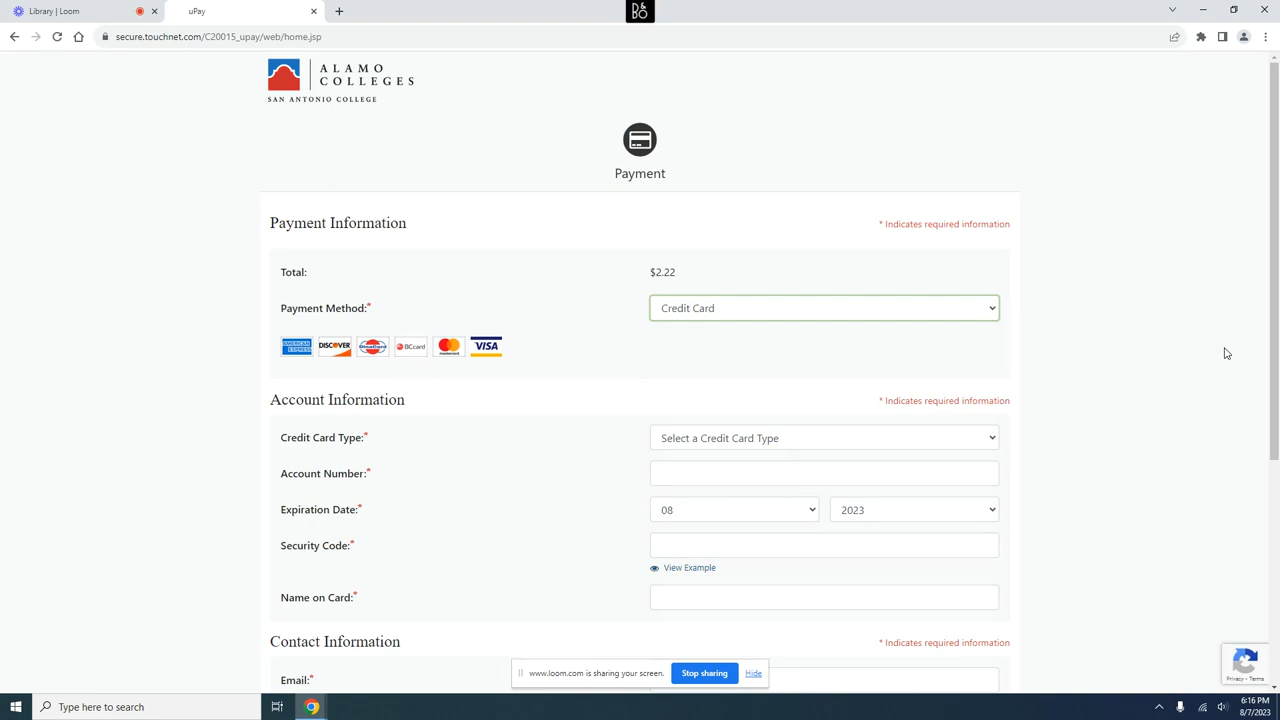 Library | Loom
uPay
B&O
secure.touchnet.com/C20015_upay/web/home.jsp
ALAMO
COLLEGES
SAN ANTONIO COLLEGE
Payment
Payment Information
* Indicates required information
Total:
$2.22
Payment Method:*
Credit Card
AMERICAN EXPRESS
DISCOVER
BCcard
mastercard
VISA
Account Information
* Indicates required information
Credit Card Type:*
Select a Credit Card Type
Account Number:*
Expiration Date:*
08
2023
Security Code:*
View Example
Name on Card:*
Contact Information
* Indicates required information
www.loom.com is sharing your screen.
Stop sharing
Hide
Email:*
Privacy - Terms
Type here to search
6:16 PM
8/7/2023